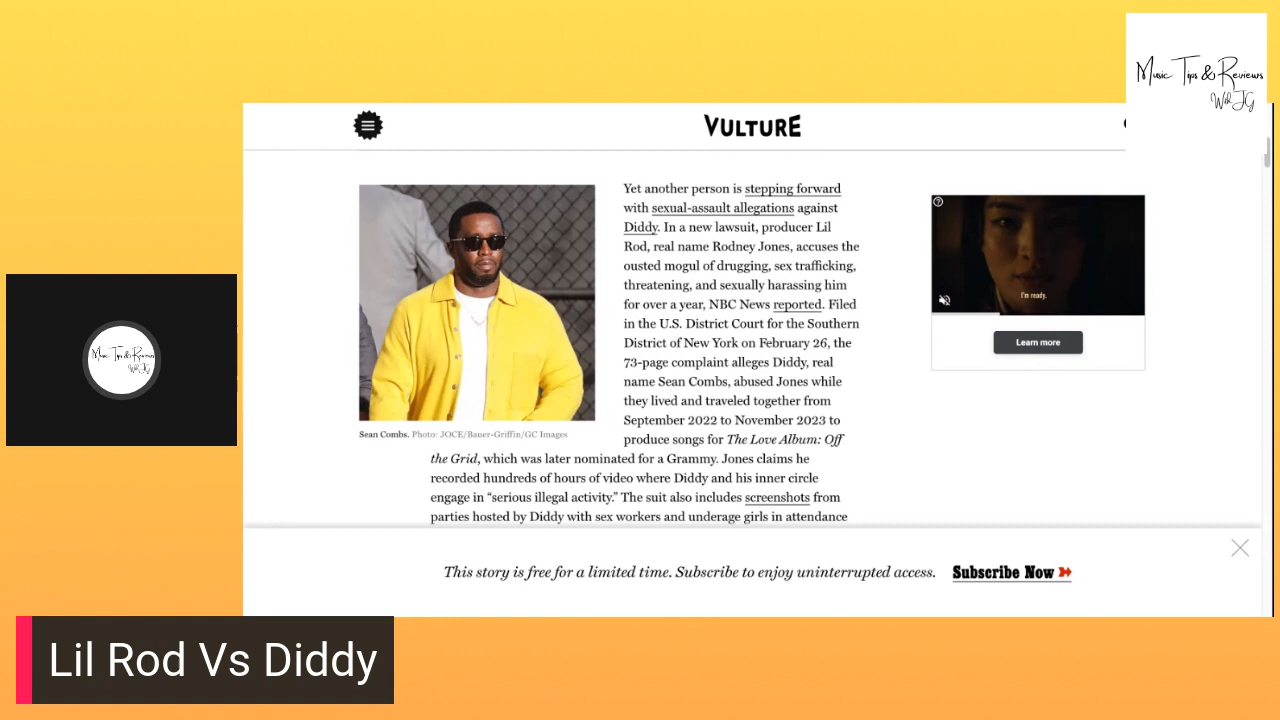 Music Tips & Reviews
With JG
VULTURE
Yet another person is stepping forward
with sexual-assault allegations against
Diddy. In a new lawsuit, producer Lil
Rod, real name Rodney Jones, accuses the
ousted mogul of drugging, sex trafficking,
threatening, and sexually harassing him
for over a year, NBC News reported. Filed
in the U.S. District Court for the Southern
District of New York on February 26, the
73-page complaint alleges Diddy, real
name Sean Combs, abused Jones while
they lived and traveled together from
September 2022 to November 2023 to
produce songs for The Love Album: Off
the Grid, which was later nominated for a Grammy. Jones claims he
recorded hundreds of hours of video where Diddy and his inner circle
engage in “serious illegal activity.” The suit also includes screenshots from
parties hosted by Diddy with sex workers and underage girls in attendance
Sean Combs. Photo: JOCE/Bauer-Griffin/GC Images
I'm ready.
Learn more
Music Tips & Reviews
With JG
This story is free for a limited time. Subscribe to enjoy uninterrupted access.
Subscribe Now
Lil Rod Vs Diddy